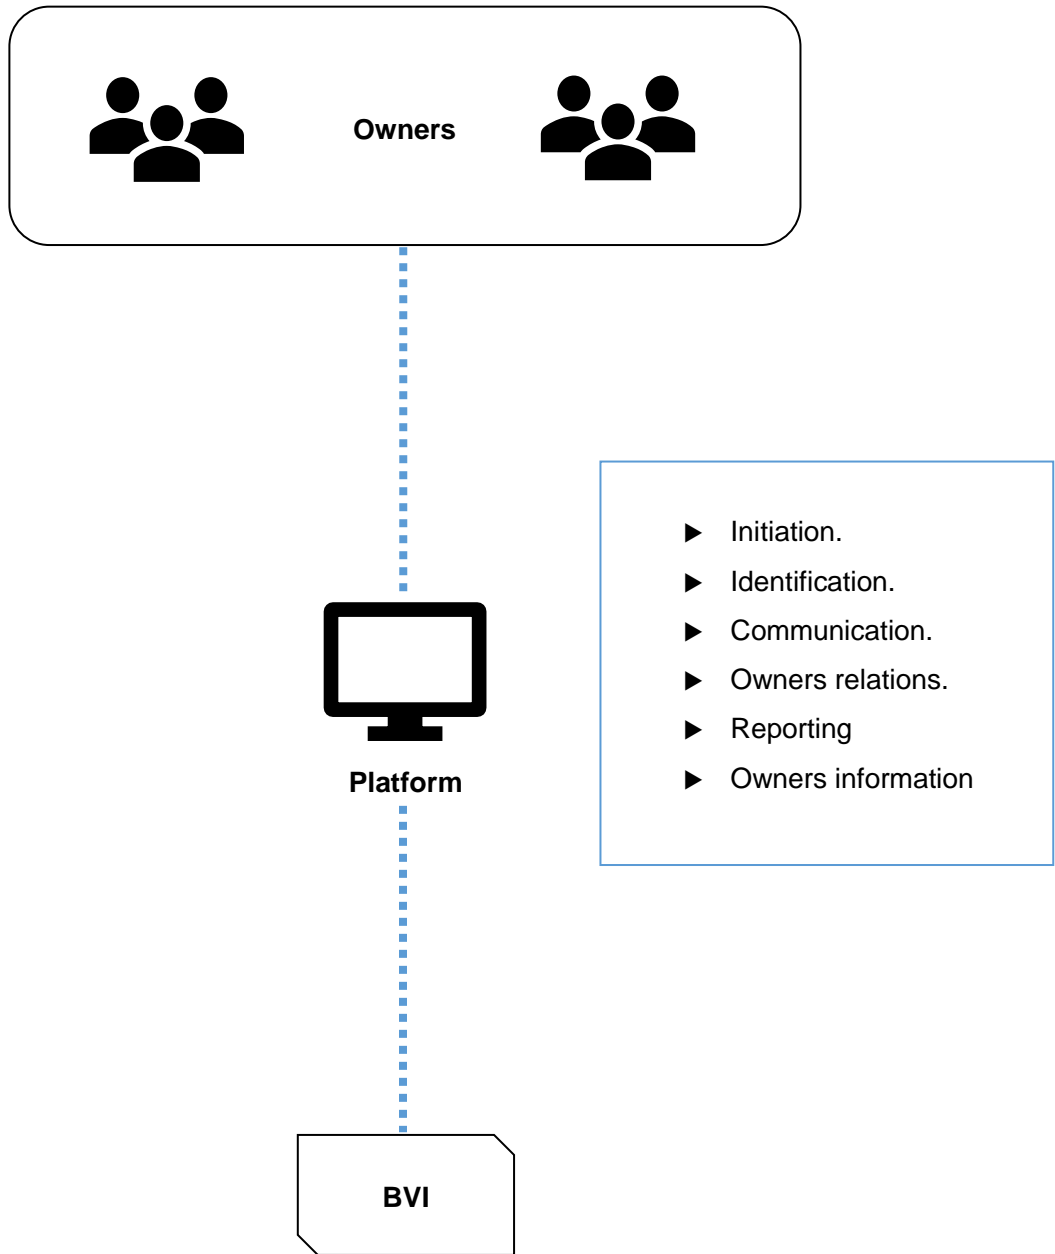 Owners
Initiation.
Identification.
Communication.
Owners relations.
Reporting
Owners information
Platform
BVI